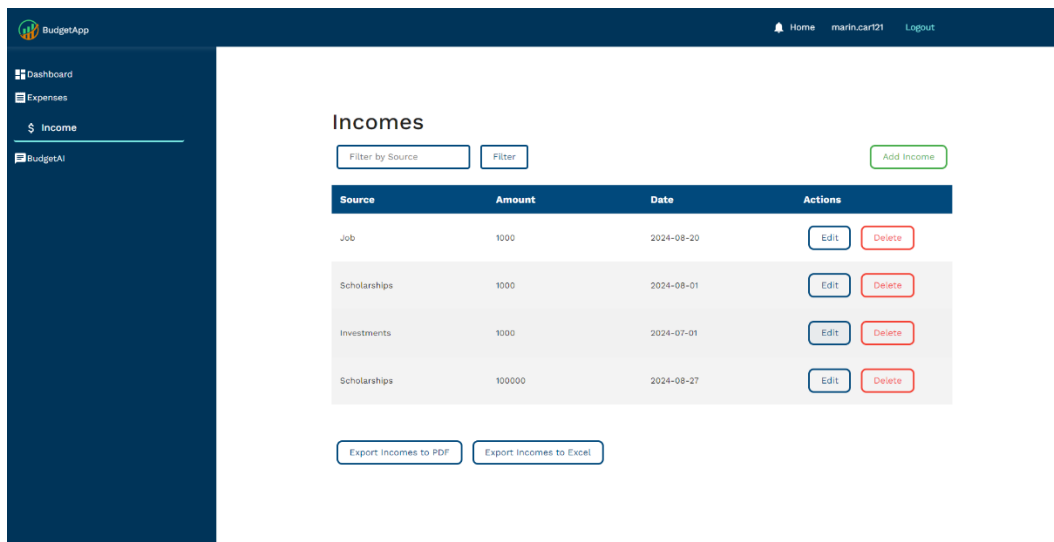 BudgetApp
Home marin.car121 Logout
Dashboard
Expenses
$ Income
BudgetAI
Incomes
Filter by Source Filter Add Income
Source Amount Date Actions
Job 1000 2024-08-20 Edit Delete
Scholarships 1000 2024-08-01 Edit Delete
Investments 1000 2024-07-01 Edit Delete
Scholarships 100000 2024-08-27 Edit Delete
Export Incomes to PDF Export Incomes to Excel